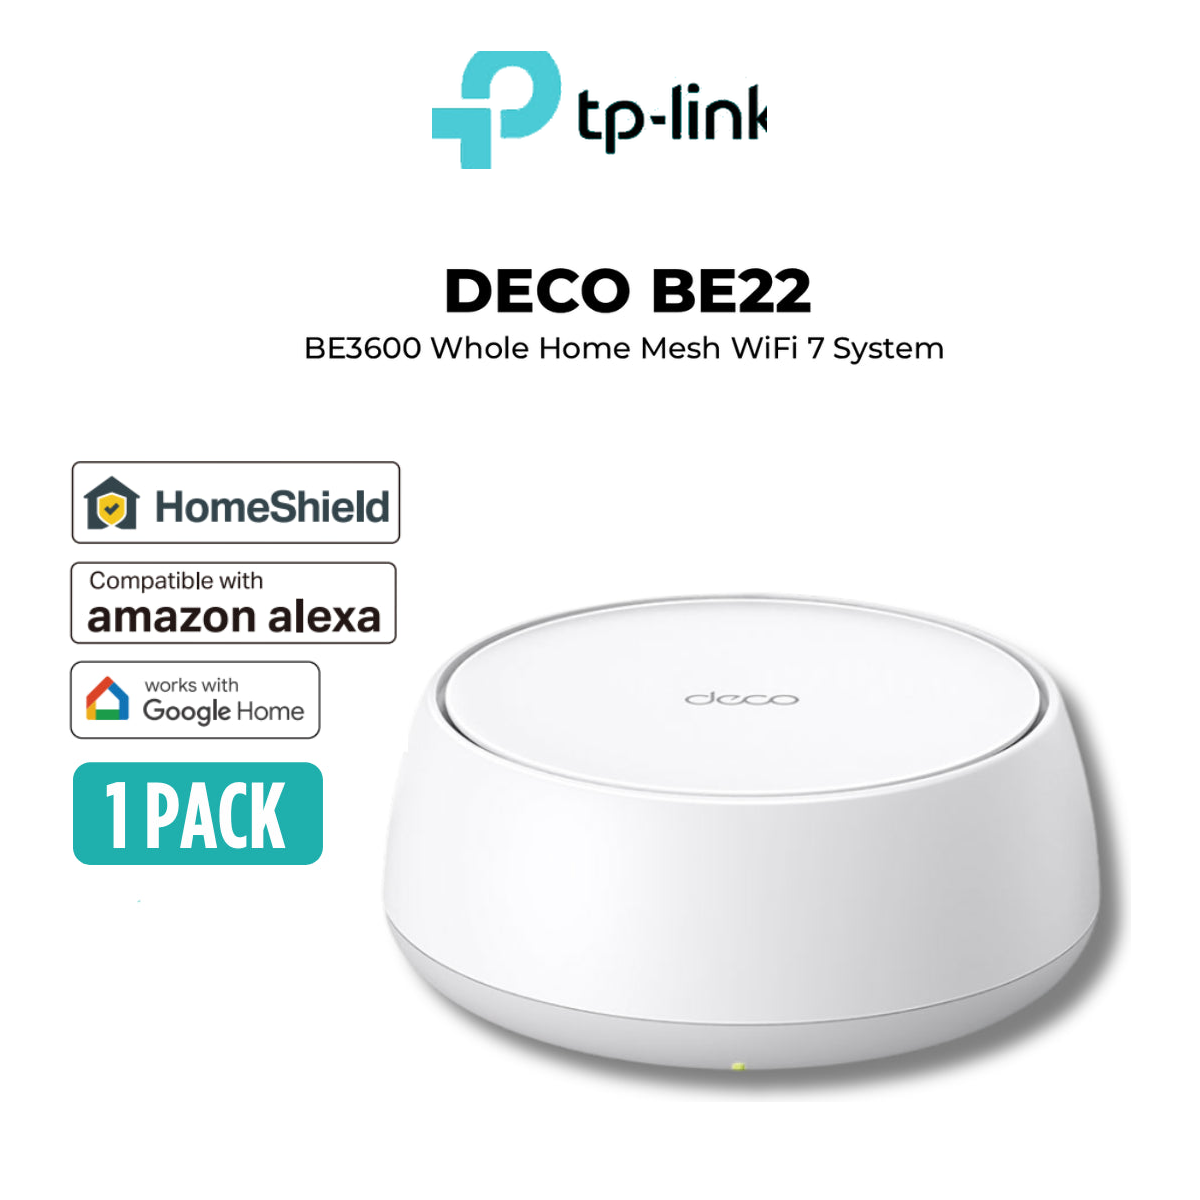 tp-link
DECO BE22
BE3600 Whole Home Mesh WiFi 7 System
HomeShield
Compatible with
amazon alexa
works with
Google Home
1 PACK
deco